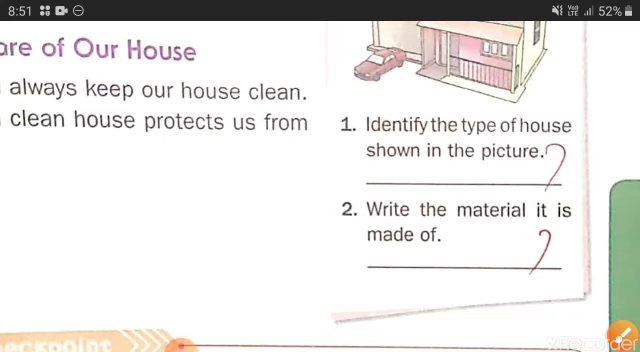 8:51
52%
are of Our House
always keep our house clean.
clean house protects us from
1. Identify the type of house
shown in the picture.
2. Write the material it is
made of.
XRecorder